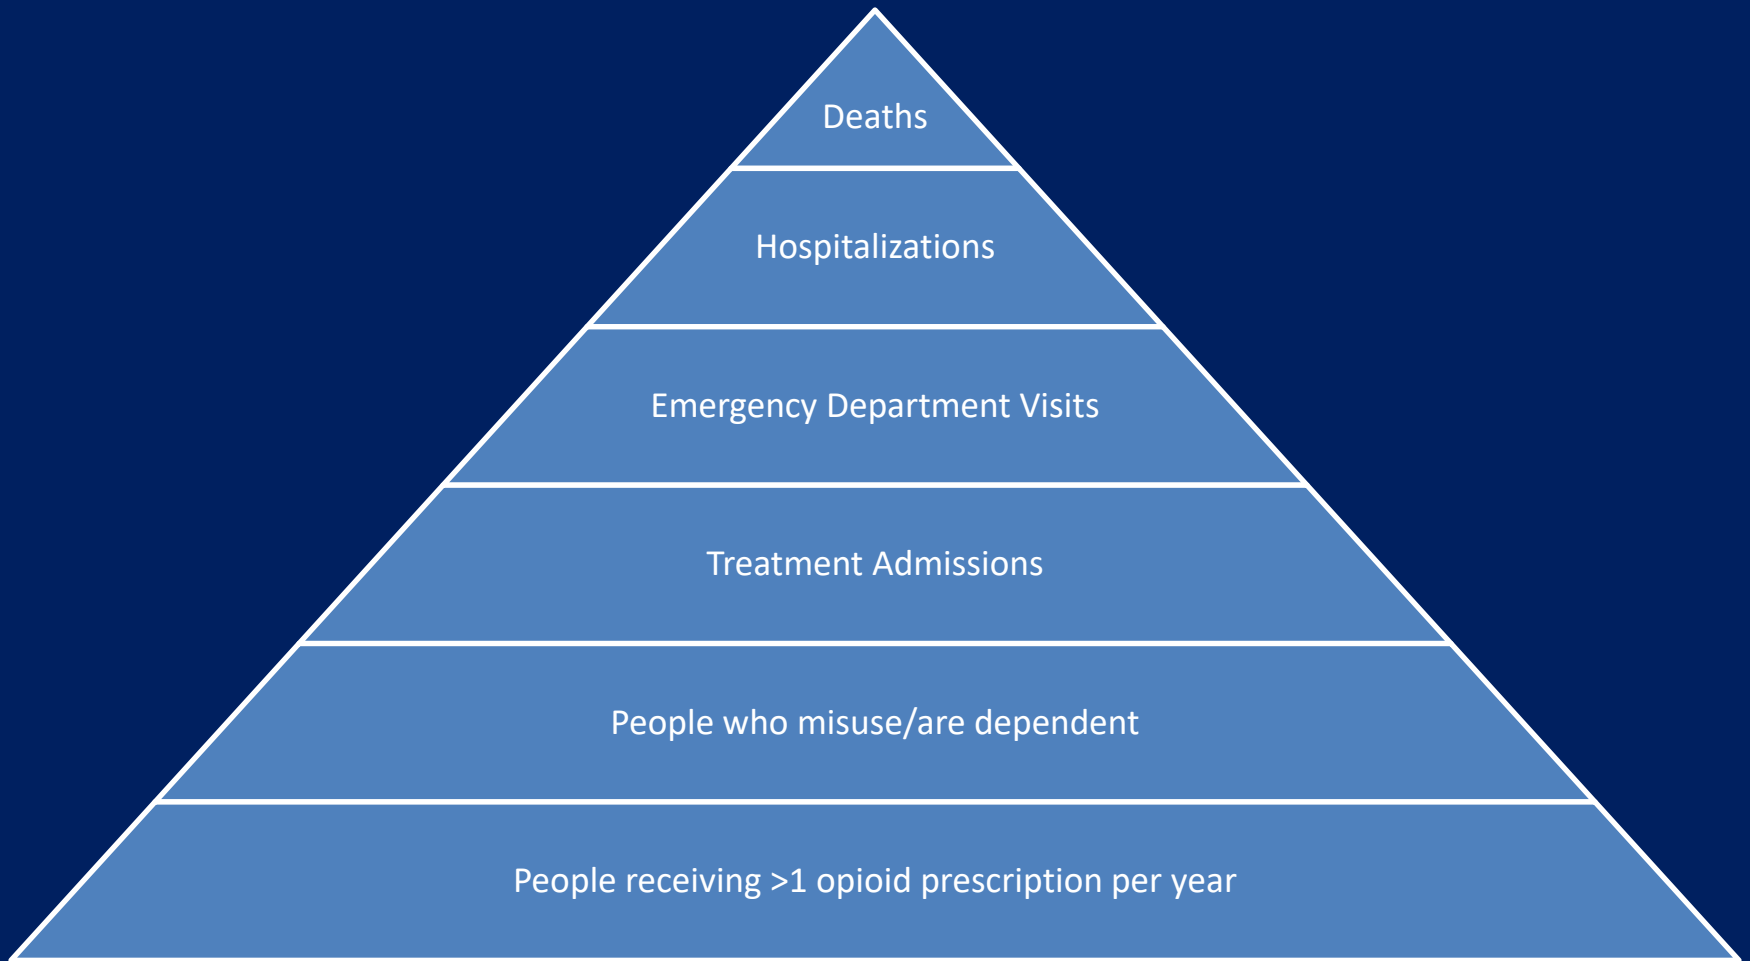 Deaths
Hospitalizations
Emergency Department Visits
Treatment Admissions
People who misuse/are dependent
People receiving >1 opioid prescription per year